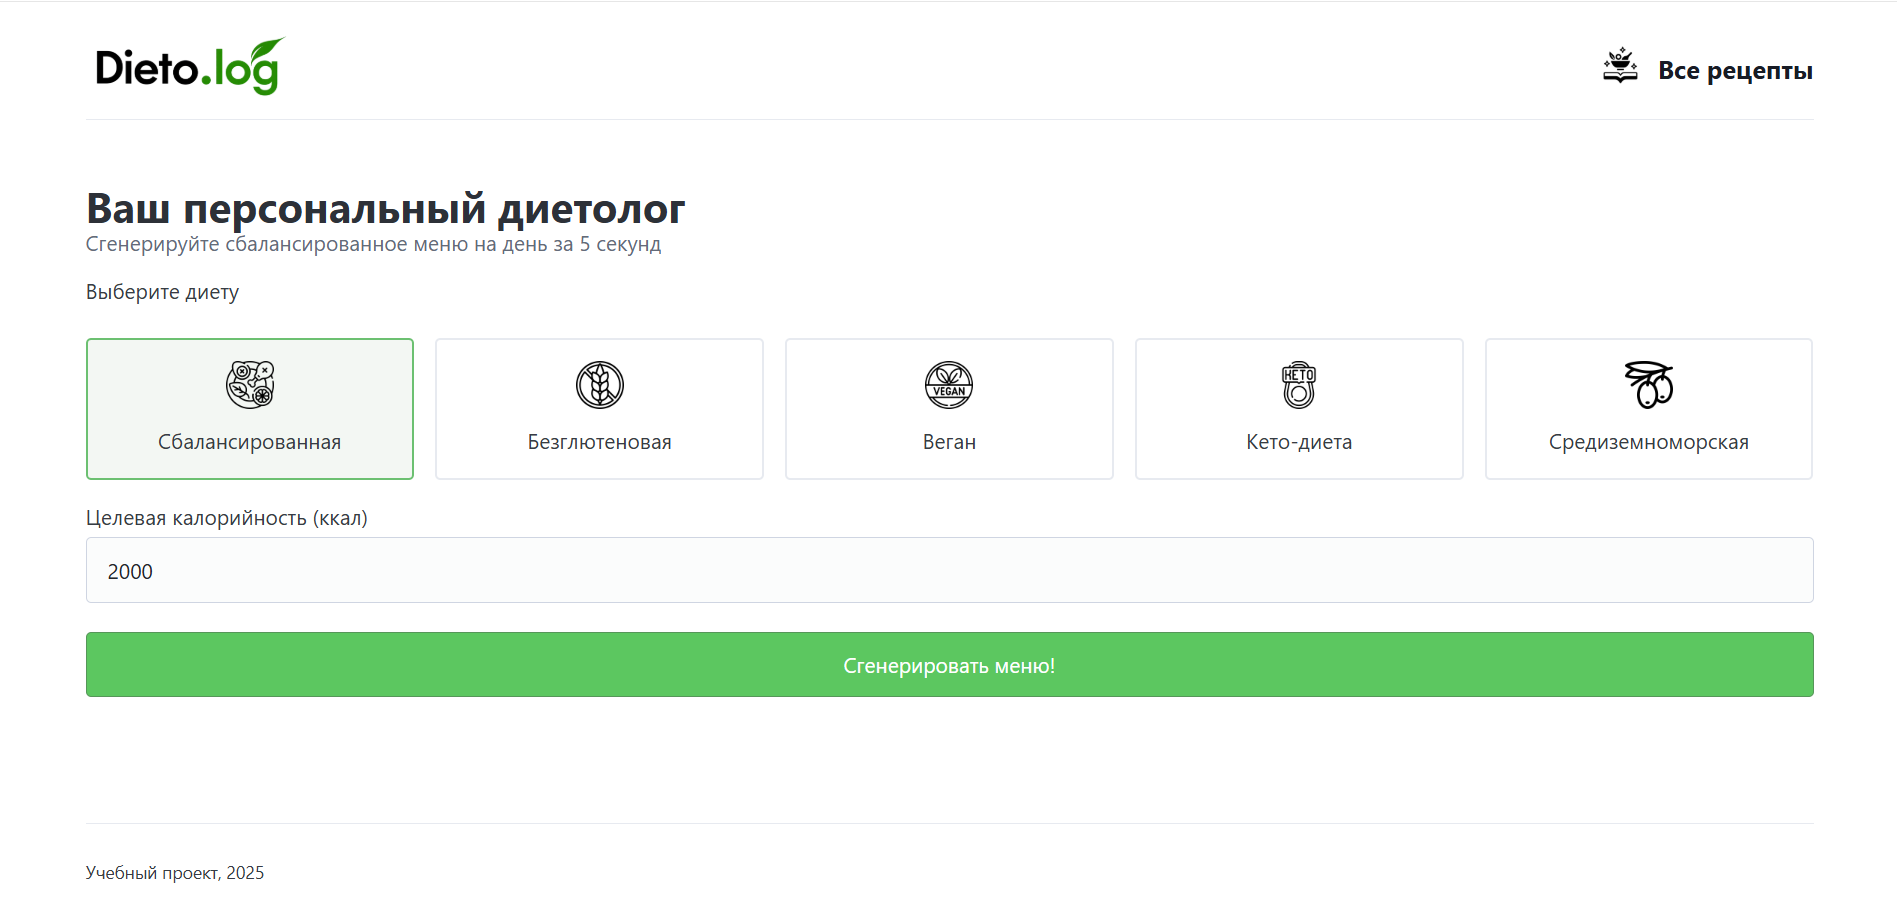 Dieto.log
Все рецепты
Ваш персональный диетолог
Сгенерируйте сбалансированное меню на день за 5 секунд
Выберите диету
Сбалансированная
Безглютеновая
VEGAN
Веган
KETO
Кето-диета
Средиземноморская
Целевая калорийность (ккал)
2000
Сгенерировать меню!
Учебный проект, 2025